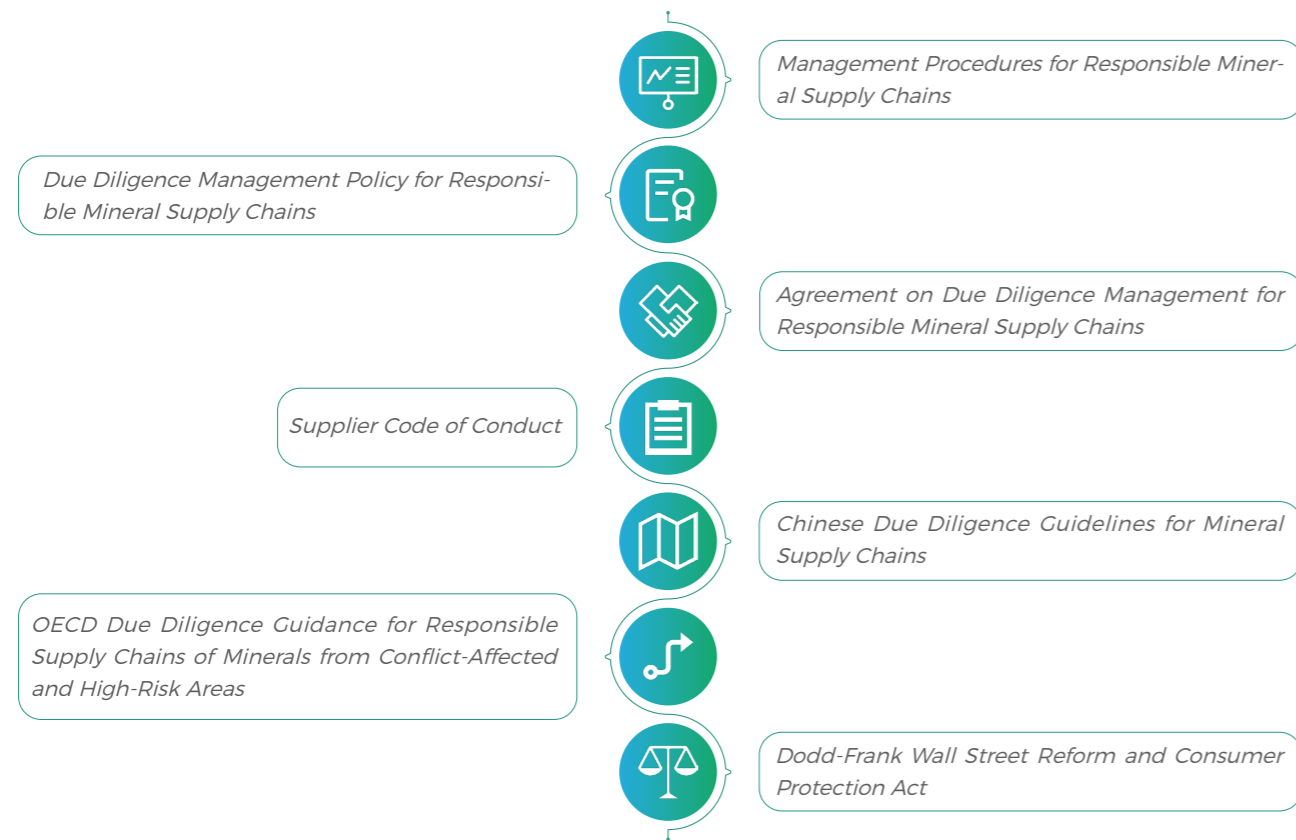 Management Procedures for Responsible Miner-
al Supply Chains
Due Diligence Management Policy for Responsi-
ble Mineral Supply Chains
Agreement on Due Diligence Management for
Responsible Mineral Supply Chains
Supplier Code of Conduct
Chinese Due Diligence Guidelines for Mineral
Supply Chains
OECD Due Diligence Guidance for Responsible
Supply Chains of Minerals from Conflict-Affected
and High-Risk Areas
Dodd-Frank Wall Street Reform and Consumer
Protection Act